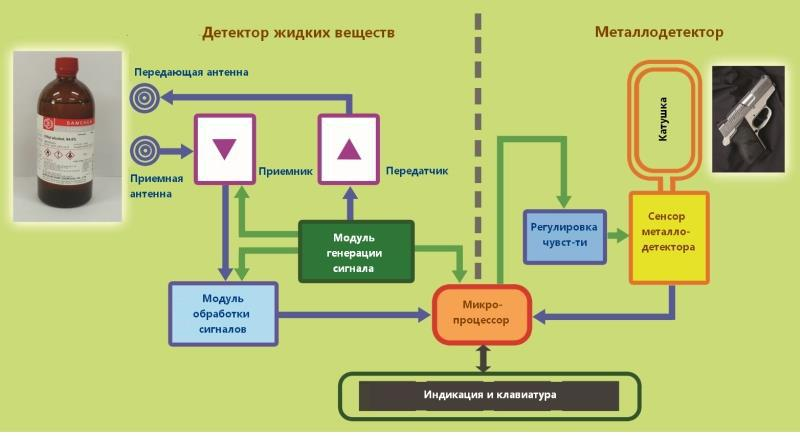 Детектор жидких веществ
Металлодетектор
Передающая антенна
Катушка
Приемная
антенна
Приемник
Передатчик
Модуль
генерации
сигнала
Регулировка
чувст-ти
Сенсор
металло-
детектора
Модуль
обработки
сигналов
Микро-
процессор
Индикация и клавиатура